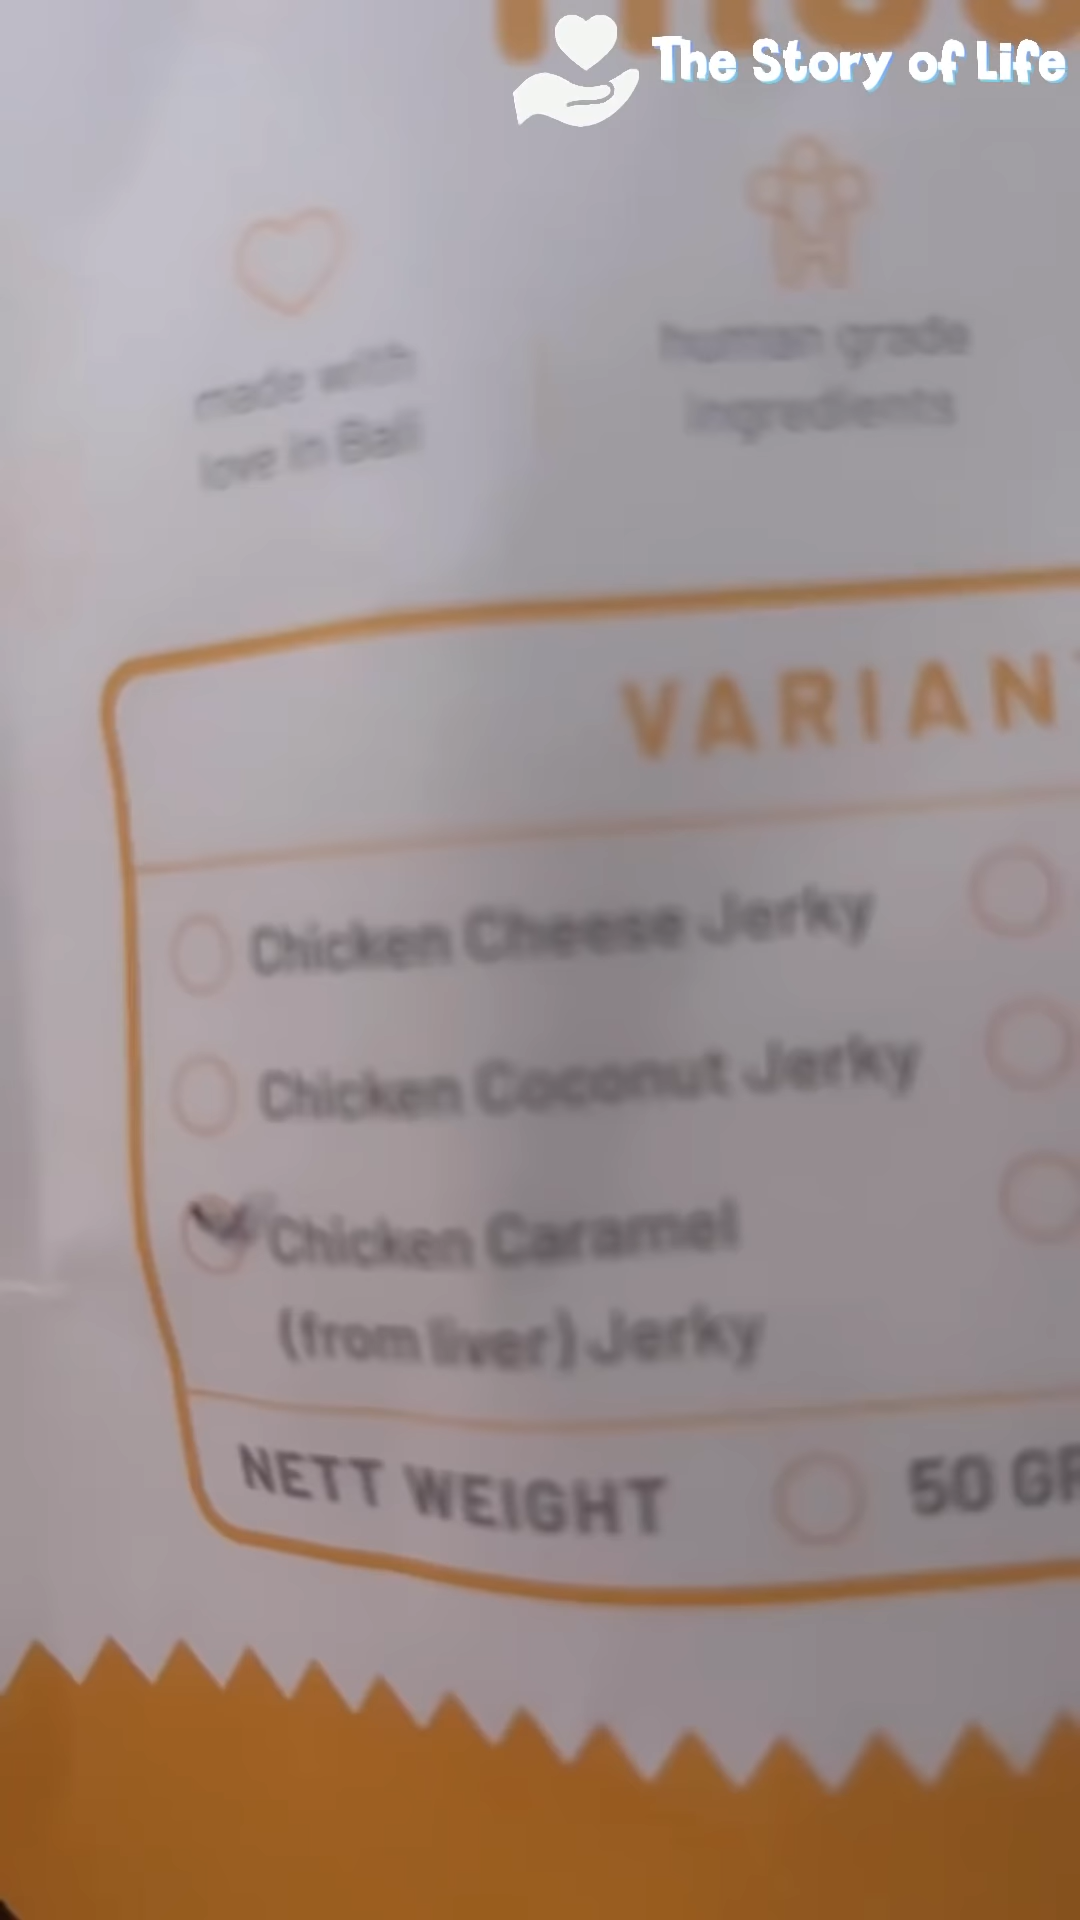 The Story of Life
made with
love in Bali
human grade
ingredients
VARIAN
Chicken Cheese Jerky
Chicken Coconut Jerky
Chicken Caramel
(from liver) Jerky
NETT WEIGHT 50 GR